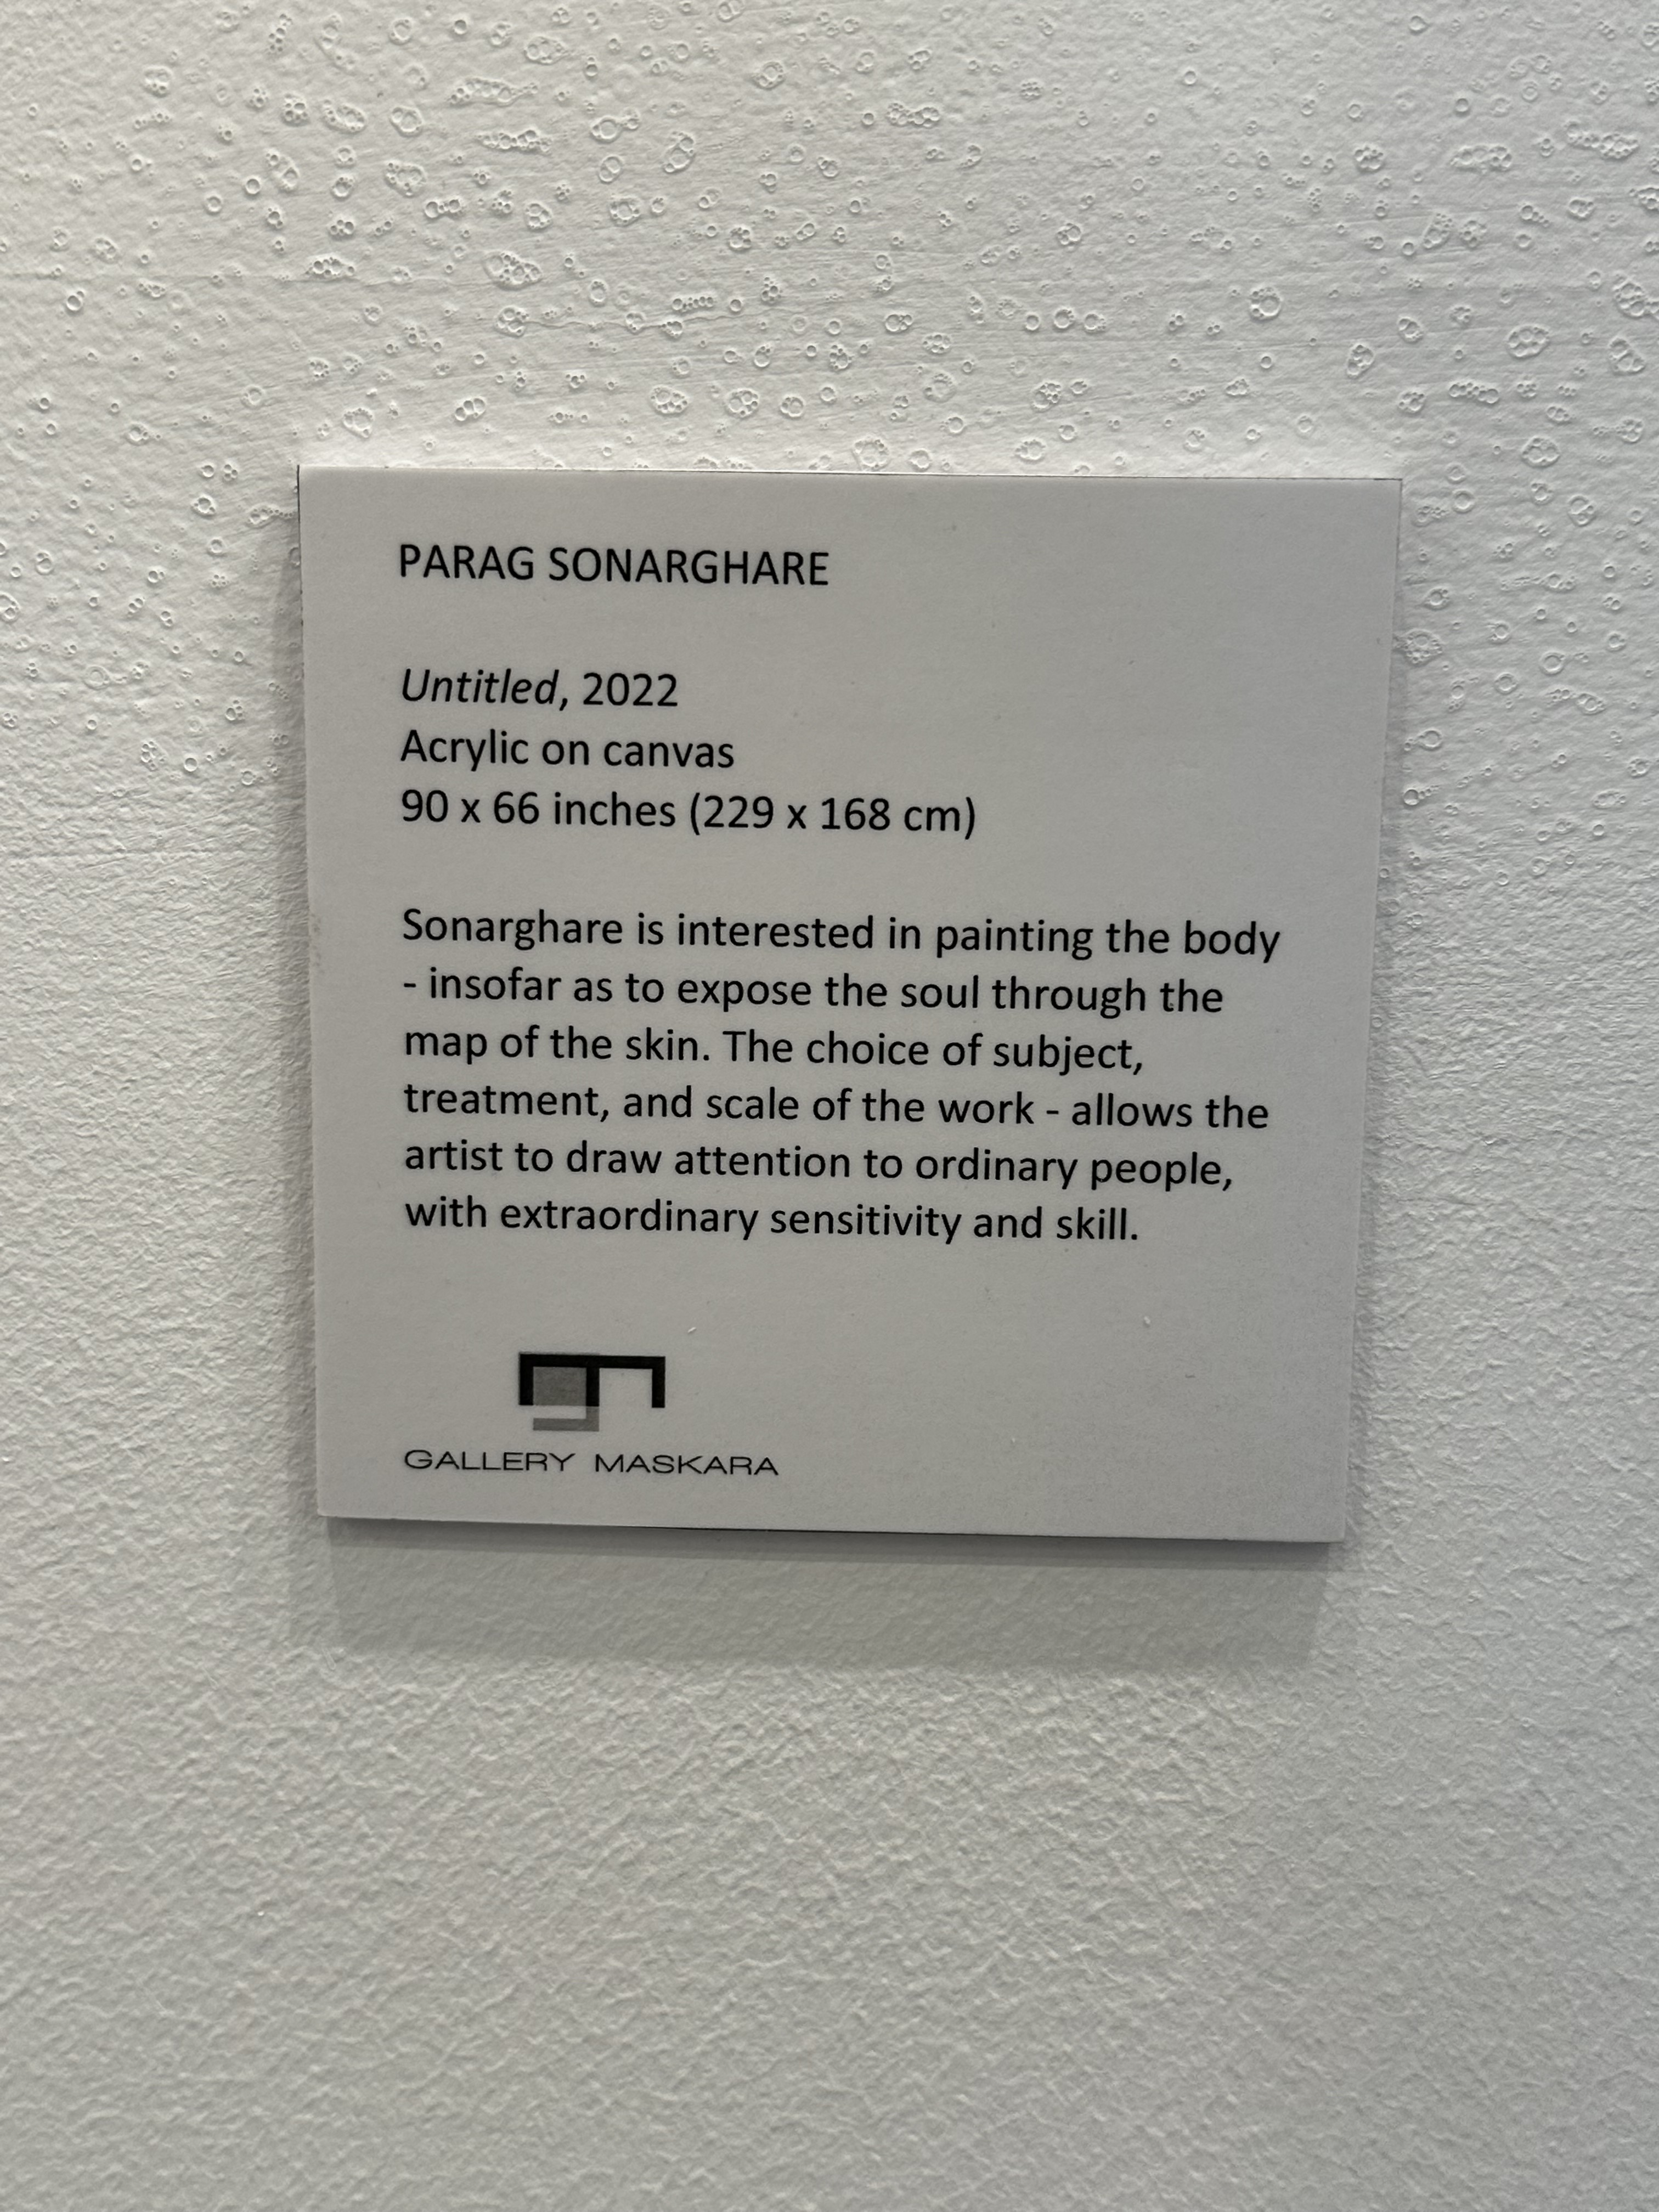 PARAG SONARGHARE
Untitled, 2022
Acrylic on canvas
90 x 66 inches (229 x 168 cm)
Sonarghare is interested in painting the body
- insofar as to expose the soul through the
map of the skin. The choice of subject,
treatment, and scale of the work - allows the
artist to draw attention to ordinary people,
with extraordinary sensitivity and skill.
GALLERY MASKARA